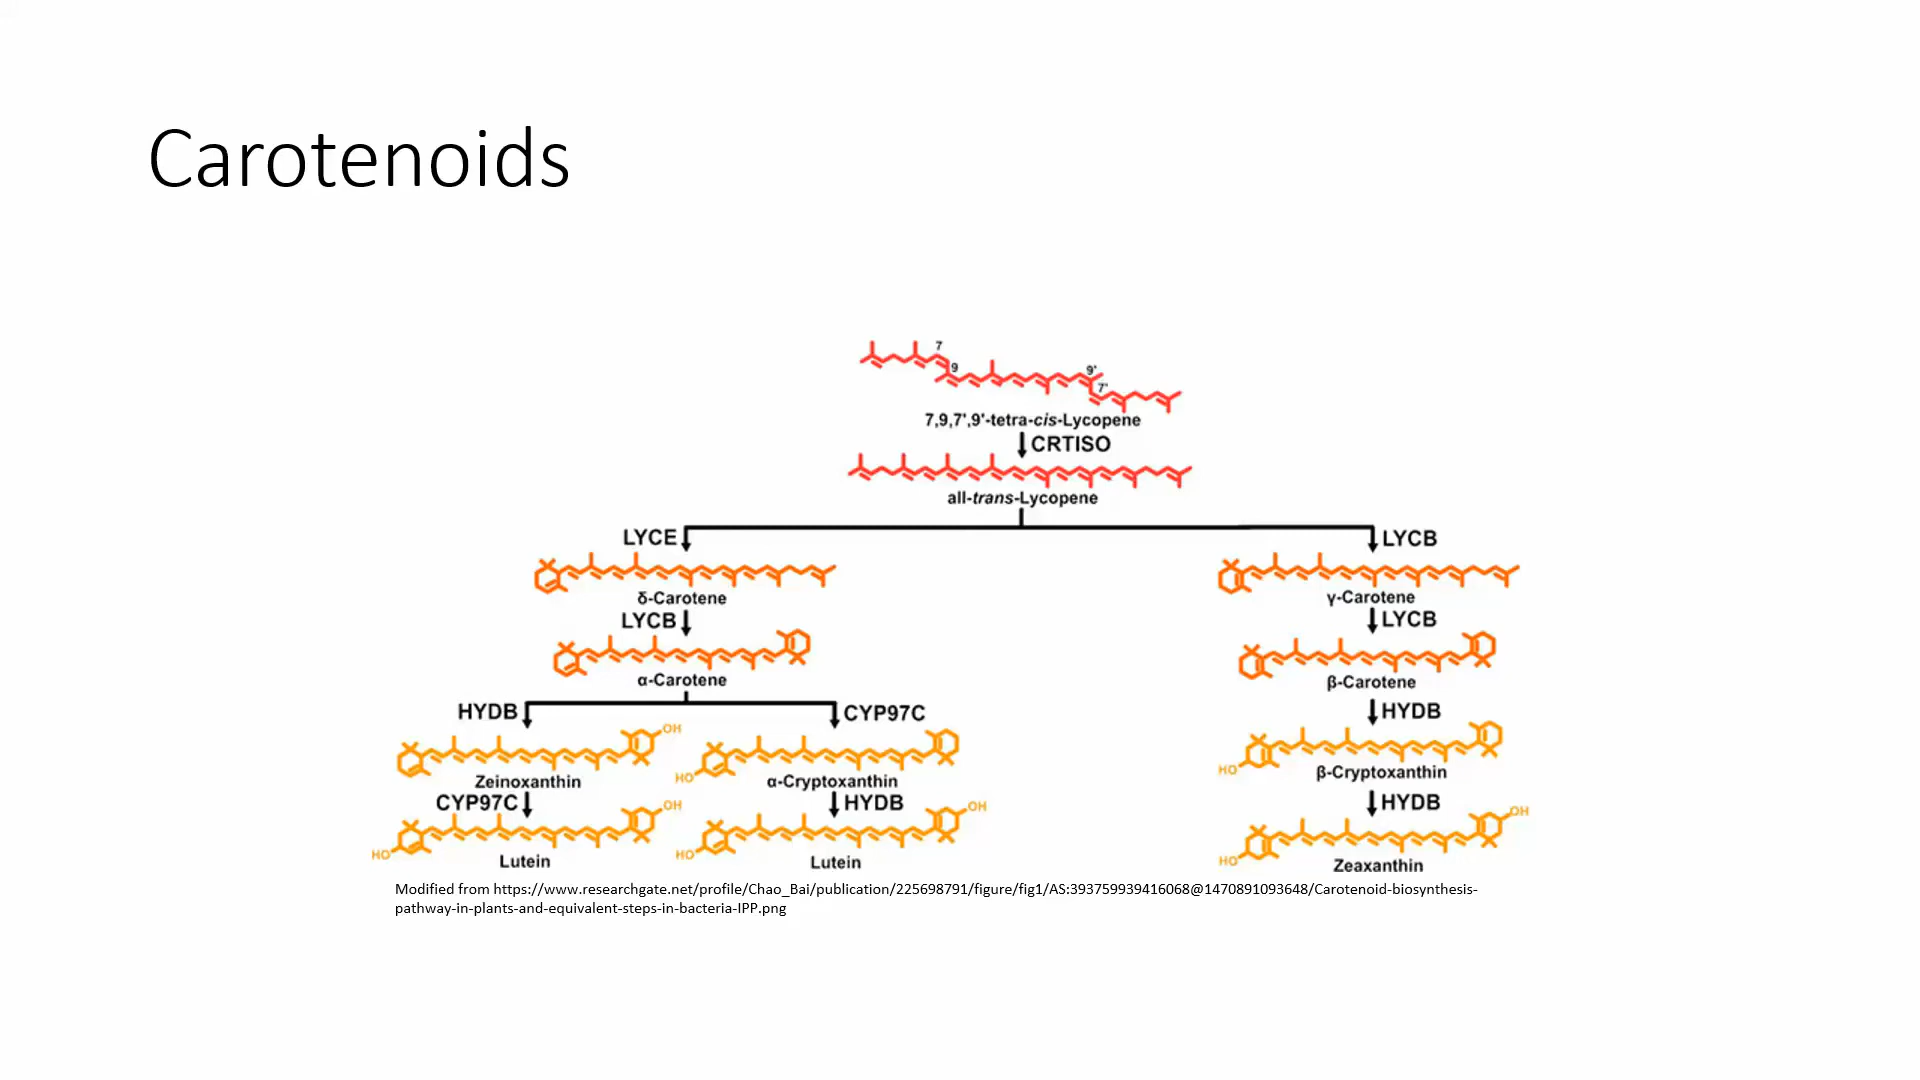 Carotenoids
7
9
9'
7'
7,9,7',9'-tetra-cis-Lycopene
CRTISO
all-trans-Lycopene
LYCE
LYCB
δ-Carotene
γ-Carotene
LYCB
LYCB
α-Carotene
β-Carotene
HYDB
CYP97C
HYDB
OH
HO
HO
Zeinoxanthin
α-Cryptoxanthin
β-Cryptoxanthin
CYP97C
HYDB
HYDB
OH
OH
OH
HO
HO
HO
Lutein
Lutein
Zeaxanthin
Modified from https://www.researchgate.net/profile/Chao_Bai/publication/225698791/figure/fig1/AS:393759939416068@1470891093648/Carotenoid-biosynthesis-
pathway-in-plants-and-equivalent-steps-in-bacteria-IPP.png